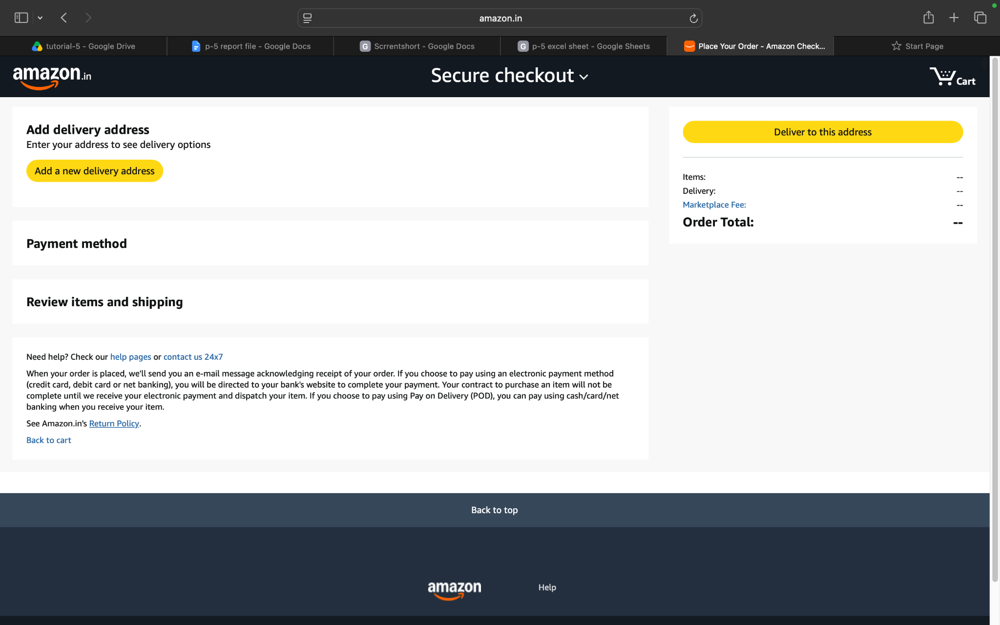 amazon.in
tutorial-5 - Google Drive
p-5 report file - Google Docs
G Scrrentshort - Google Docs
G p-5 excel sheet - Google Sheets
Place Your Order - Amazon Check...
Start Page
amazon.in
Secure checkout
Cart
Add delivery address
Enter your address to see delivery options
Add a new delivery address
Deliver to this address
Items: --
Delivery: --
Marketplace Fee: --
Order Total: --
Payment method
Review items and shipping
Need help? Check our help pages or contact us 24x7
When your order is placed, we'll send you an e-mail message acknowledging receipt of your order. If you choose to pay using an electronic payment method
(credit card, debit card or net banking), you will be directed to your bank's website to complete your payment. Your contract to purchase an item will not be
complete until we receive your electronic payment and dispatch your item. If you choose to pay using Pay on Delivery (POD), you can pay using cash/card/net
banking when you receive your item.
See Amazon.in's Return Policy.
Back to cart
Back to top
amazon
Help